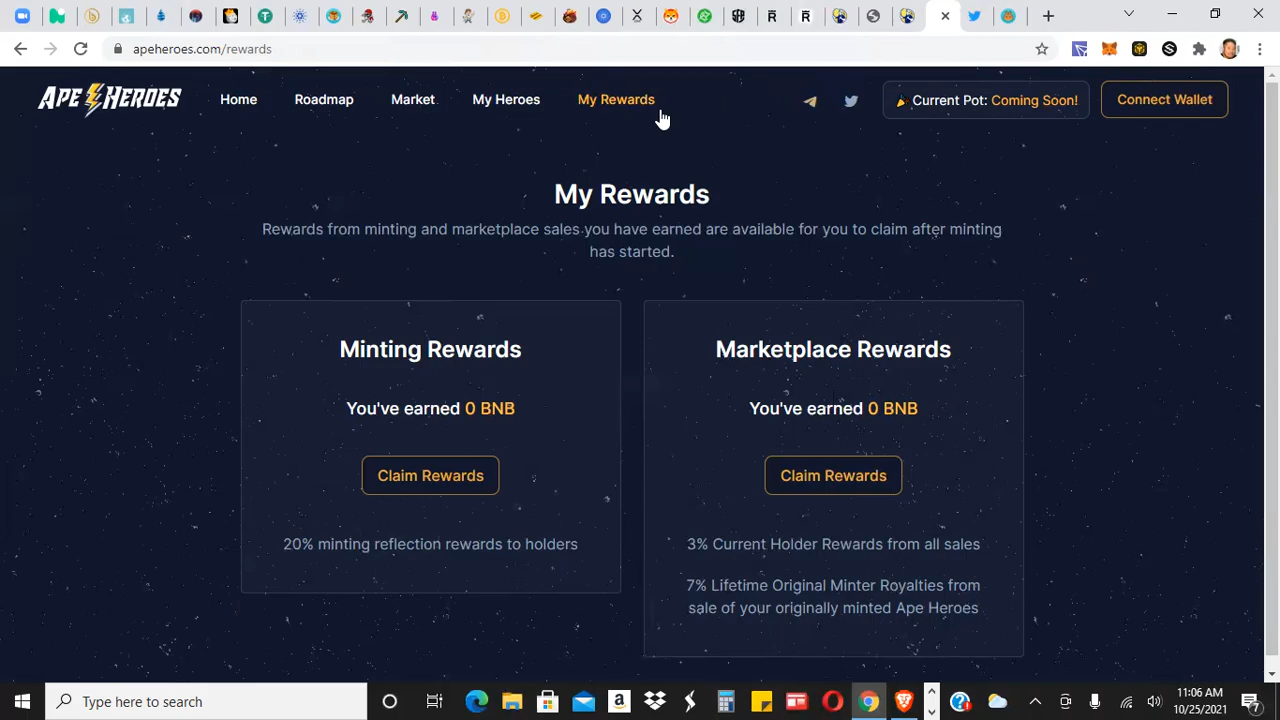 apeheroes.com/rewards
APE HEROES
Home
Roadmap
Market
My Heroes
My Rewards
Current Pot: Coming Soon!
Connect Wallet
My Rewards
Rewards from minting and marketplace sales you have earned are available for you to claim after minting
has started.
Minting Rewards
You've earned 0 BNB
Claim Rewards
20% minting reflection rewards to holders
Marketplace Rewards
You've earned 0 BNB
Claim Rewards
3% Current Holder Rewards from all sales
7% Lifetime Original Minter Royalties from
sale of your originally minted Ape Heroes
Type here to search
11:06 AM
10/25/2021
7